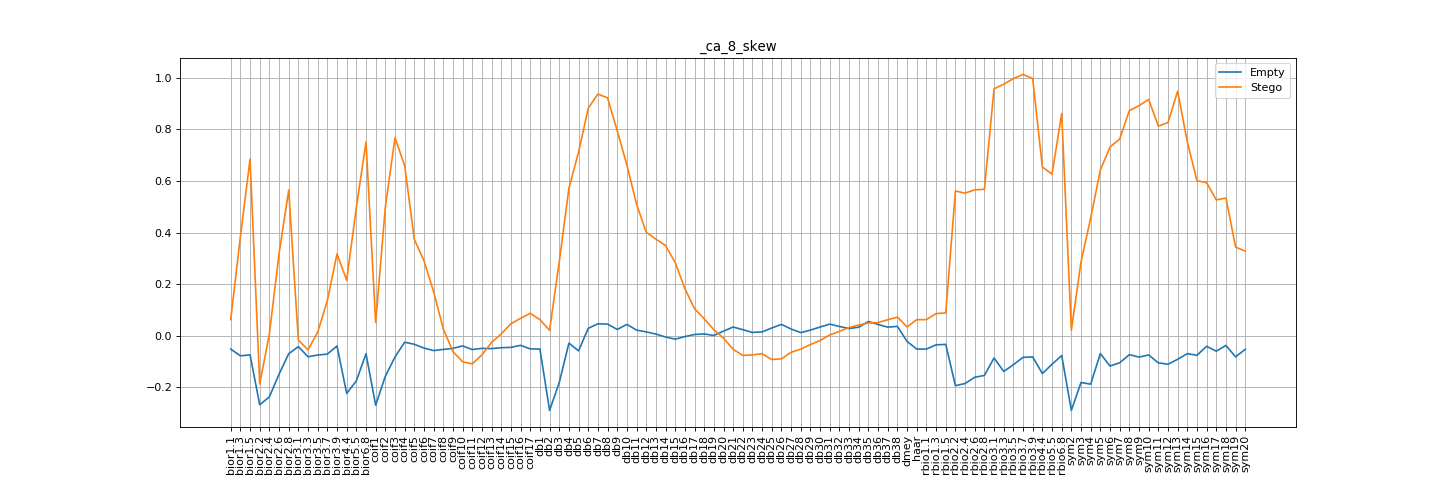 _ca_8_skew
Empty
Stego
1.0
0.8
0.6
0.4
0.2
0.0
−0.2
bior1.1
bior1.3
bior1.5
bior2.2
bior2.4
bior2.6
bior2.8
bior3.1
bior3.3
bior3.5
bior3.7
bior3.9
bior4.4
bior5.5
bior6.8
coif1
coif2
coif3
coif4
coif5
coif6
coif7
coif8
coif9
coif10
coif11
coif12
coif13
coif14
coif15
coif16
coif17
db1
db2
db3
db4
db5
db6
db7
db8
db9
db10
db11
db12
db13
db14
db15
db16
db17
db18
db19
db20
db21
db22
db23
db24
db25
db26
db27
db28
db29
db30
db31
db32
db33
db34
db35
db36
db37
db38
dmey
haar
rbio1.1
rbio1.3
rbio1.5
rbio2.2
rbio2.4
rbio2.6
rbio2.8
rbio3.1
rbio3.3
rbio3.5
rbio3.7
rbio3.9
rbio4.4
rbio5.5
rbio6.8
sym2
sym3
sym4
sym5
sym6
sym7
sym8
sym9
sym10
sym11
sym12
sym13
sym14
sym15
sym16
sym17
sym18
sym19
sym20